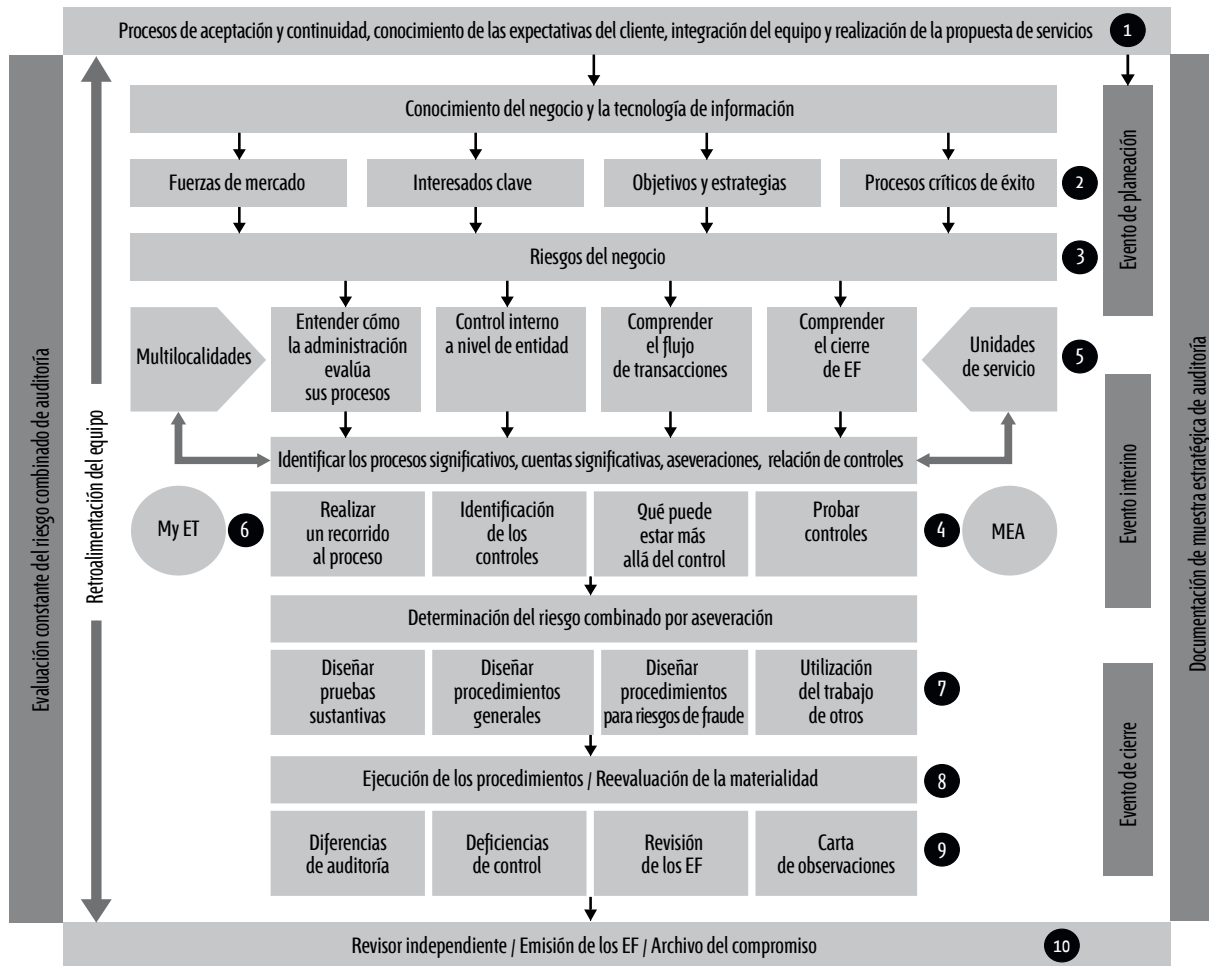 Procesos de aceptación y continuidad, conocimiento de las expectativas del cliente, integración del equipo y realización de la propuesta de servicios
1
Evaluación constante del riesgo combinado de auditoría
Retroalimentación del equipo
Conocimiento del negocio y la tecnología de información
Fuerzas de mercado
Interesados clave
Objetivos y estrategias
Procesos críticos de éxito
2
Riesgos del negocio
3
Evento de planeación
Multilocalidades
Entender cómo
la administración
evalúa
sus procesos
Control interno
a nivel de entidad
Comprender
el flujo
de transacciones
Comprender
el cierre
de EF
Unidades
de servicio
5
Identificar los procesos significativos, cuentas significativas, aseveraciones, relación de controles
My ET
6
Realizar
un recorrido
al proceso
Identificación
de los
controles
Qué puede
estar más
allá del control
Probar
controles
4
MEA
Evento interino
Documentación de muestra estratégica de auditoría
Determinación del riesgo combinado por aseveración
Diseñar
pruebas
sustantivas
Diseñar
procedimientos
generales
Diseñar
procedimientos
para riesgos de fraude
Utilización
del trabajo
de otros
7
Ejecución de los procedimientos / Reevaluación de la materialidad
8
Evento de cierre
Diferencias
de auditoría
Deficiencias
de control
Revisión
de los EF
Carta
de observaciones
9
Revisor independiente / Emisión de los EF / Archivo del compromiso
10